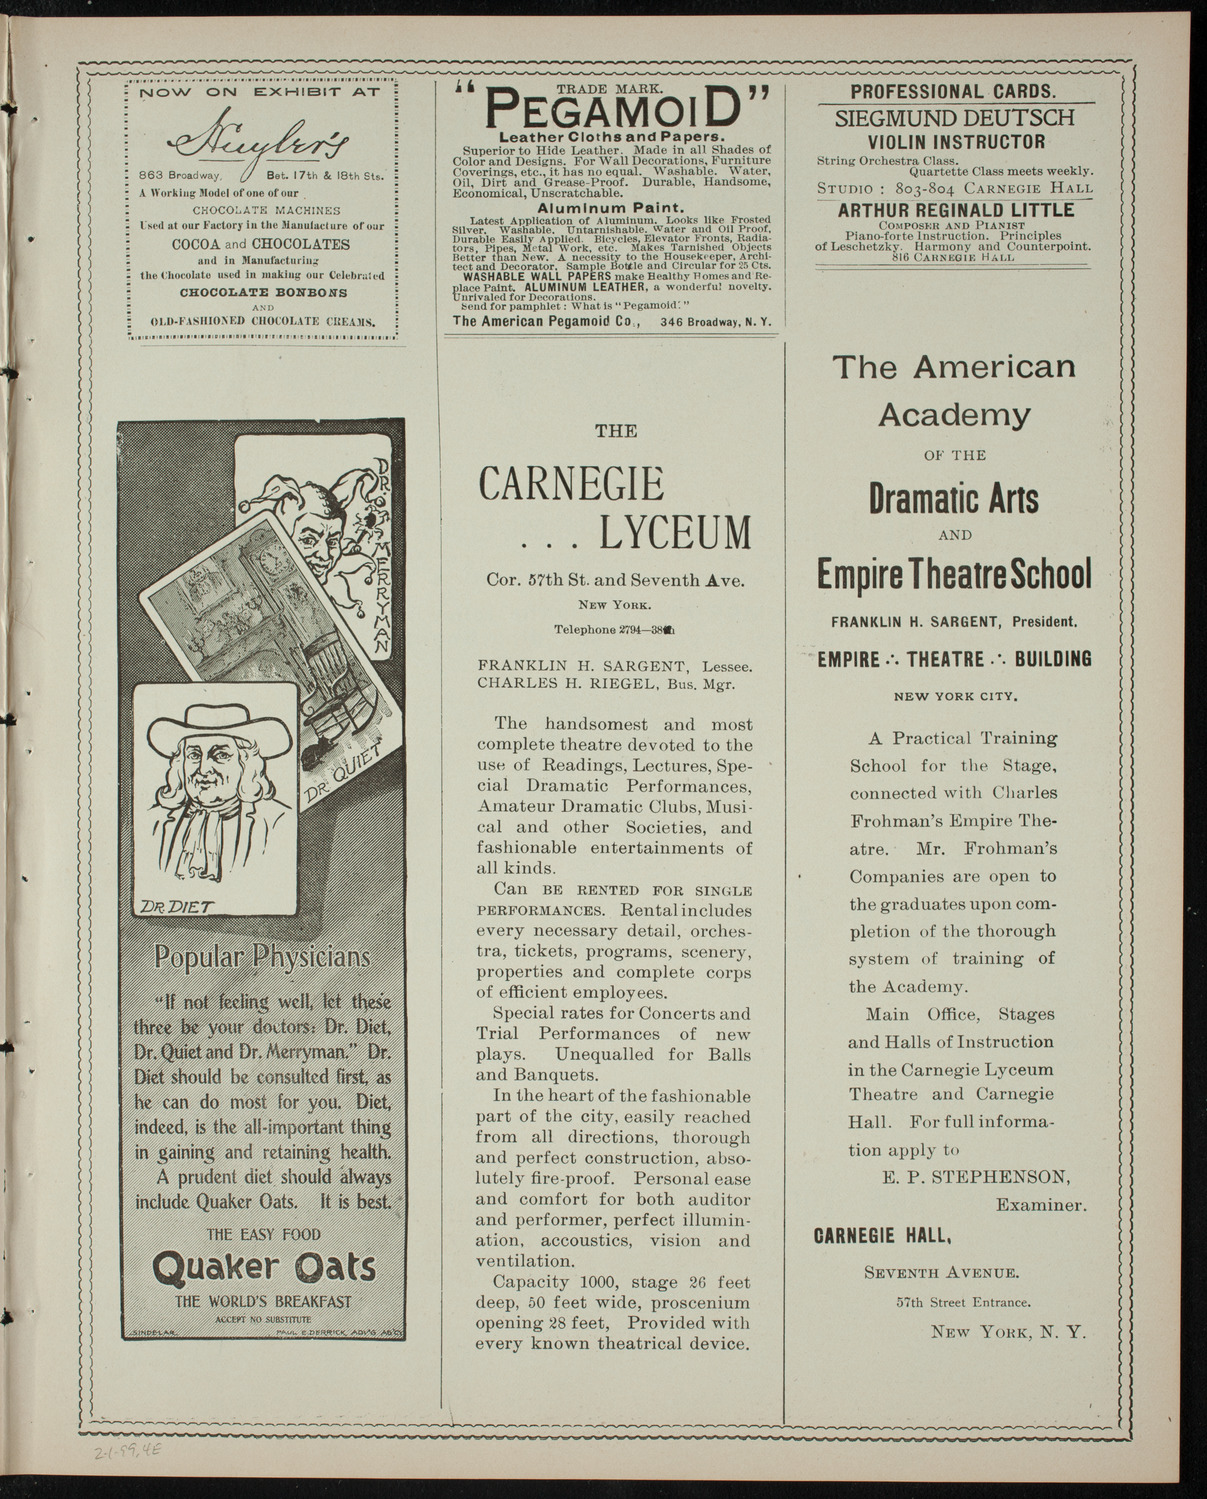 NOW ON EXHIBIT AT
Huyler's
863 Broadway, Bet. 17th & 18th Sts.
A Working Model of one of our
CHOCOLATE MACHINES
Used at our Factory in the Manufacture of our
COCOA and CHOCOLATES
and in Manufacturing
the Chocolate used in making our Celebrated
CHOCOLATE BONBONS
AND
OLD-FASHIONED CHOCOLATE CREAMS.
DR. MERRYMAN
DR QUIET
DR DIET
Popular Physicians
"If not feeling well, let these
three be your doctors: Dr. Diet,
Dr. Quiet and Dr. Merryman." Dr.
Diet should be consulted first, as
he can do most for you. Diet,
indeed, is the all-important thing
in gaining and retaining health.
A prudent diet should always
include Quaker Oats. It is best.
THE EASY FOOD
Quaker Oats
THE WORLD'S BREAKFAST
ACCEPT NO SUBSTITUTE
SINDELAR. PAUL E. DERRICK, ADV'G AG'CY
TRADE MARK.
"PEGAMOID"
Leather Cloths and Papers.
Superior to Hide Leather. Made in all Shades of
Color and Designs. For Wall Decorations, Furniture
Coverings, etc., it has no equal. Washable. Water,
Oil, Dirt and Grease-Proof. Durable, Handsome,
Economical, Unscratchable.
Aluminum Paint.
Latest Application of Aluminum. Looks like Frosted
Silver. Washable. Untarnishable. Water and Oil Proof,
Durable Easily Applied. Bicycles, Elevator Fronts, Radia-
tors, Pipes, Metal Work, etc. Makes Tarnished Objects
Better than New. A necessity to the Housekeeper, Archi-
tect and Decorator. Sample Bottle and Circular for 25 Cts.
WASHABLE WALL PAPERS make Healthy Homes and Re-
place Paint. ALUMINUM LEATHER, a wonderful novelty.
Unrivaled for Decorations.
Send for pamphlet: What is "Pegamoid."
The American Pegamoid Co., 346 Broadway, N. Y.
THE
CARNEGIE
... LYCEUM
Cor. 57th St. and Seventh Ave.
NEW YORK.
Telephone 2794—38th
FRANKLIN H. SARGENT, Lessee.
CHARLES H. RIEGEL, Bus. Mgr.
The handsomest and most
complete theatre devoted to the
use of Readings, Lectures, Spe-
cial Dramatic Performances,
Amateur Dramatic Clubs, Musi-
cal and other Societies, and
fashionable entertainments of
all kinds.
Can BE RENTED FOR SINGLE
PERFORMANCES. Rental includes
every necessary detail, orches-
tra, tickets, programs, scenery,
properties and complete corps
of efficient employees.
Special rates for Concerts and
Trial Performances of new
plays. Unequalled for Balls
and Banquets.
In the heart of the fashionable
part of the city, easily reached
from all directions, thorough
and perfect construction, abso-
lutely fire-proof. Personal ease
and comfort for both auditor
and performer, perfect illumin-
ation, accoustics, vision and
ventilation.
Capacity 1000, stage 26 feet
deep, 50 feet wide, proscenium
opening 28 feet, Provided with
every known theatrical device.
PROFESSIONAL CARDS.
SIEGMUND DEUTSCH
VIOLIN INSTRUCTOR
String Orchestra Class.
Quartette Class meets weekly.
STUDIO: 803-804 CARNEGIE HALL
ARTHUR REGINALD LITTLE
COMPOSER AND PIANIST
Piano-forte Instruction. Principles
of Leschetzky. Harmony and Counterpoint.
816 CARNEGIE HALL
The American
Academy
OF THE
Dramatic Arts
AND
Empire Theatre School
FRANKLIN H. SARGENT, President.
EMPIRE ∴ THEATRE ∴ BUILDING
NEW YORK CITY.
A Practical Training
School for the Stage,
connected with Charles
Frohman's Empire The-
atre. Mr. Frohman's
Companies are open to
the graduates upon com-
pletion of the thorough
system of training of
the Academy.
Main Office, Stages
and Halls of Instruction
in the Carnegie Lyceum
Theatre and Carnegie
Hall. For full informa-
tion apply to
E. P. STEPHENSON,
Examiner.
CARNEGIE HALL,
SEVENTH AVENUE.
57th Street Entrance.
NEW YORK, N. Y.
2-1-99,4E